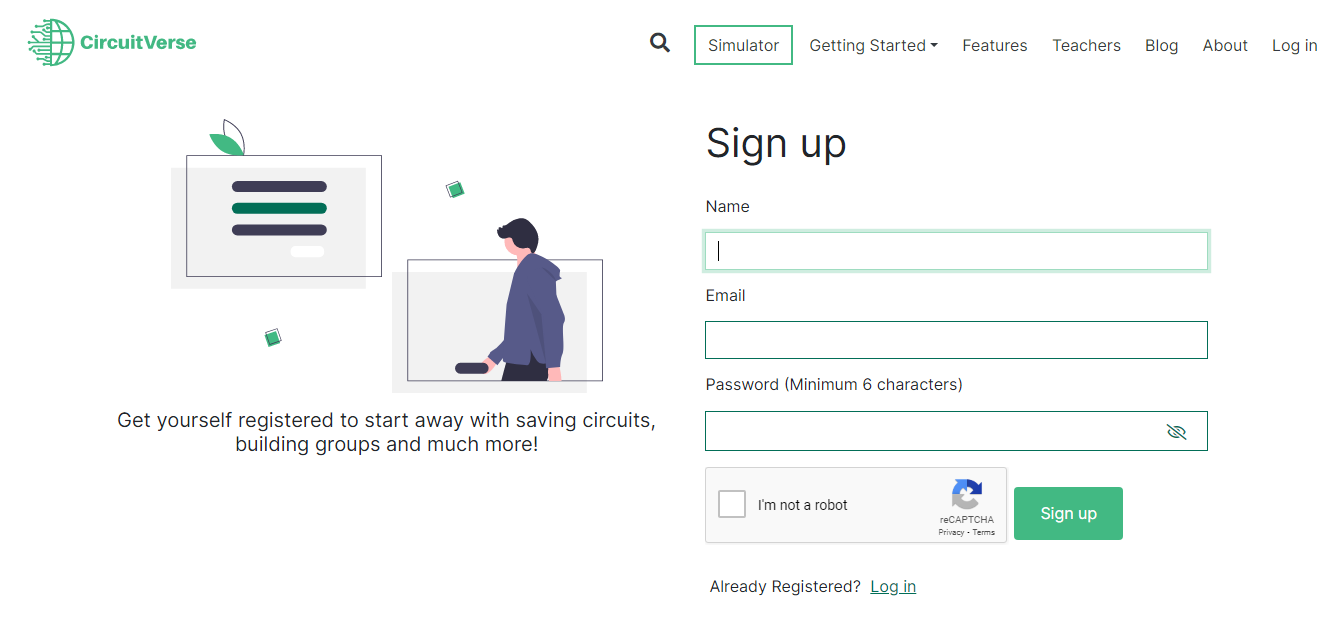 CircuitVerse
Simulator
Getting Started
Features
Teachers
Blog
About
Log in
Get yourself registered to start away with saving circuits,
building groups and much more!
Sign up
Name
Email
Password (Minimum 6 characters)
I'm not a robot
reCAPTCHA
Privacy - Terms
Sign up
Already Registered? Log in